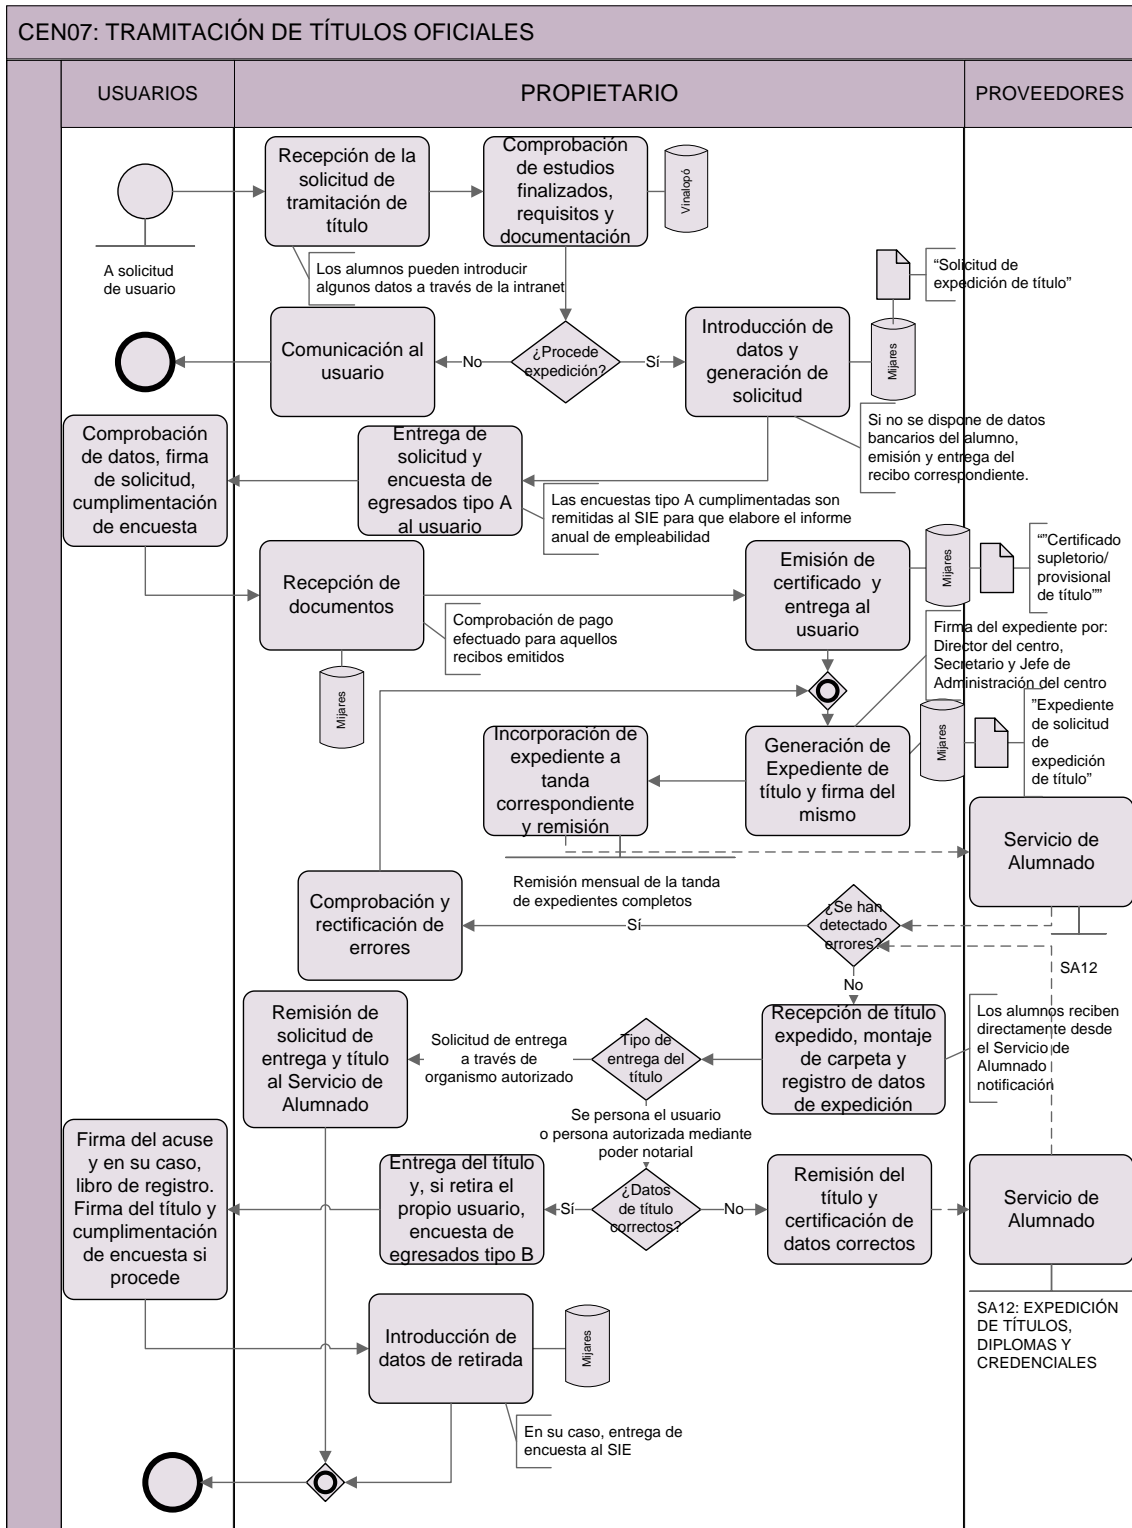 CEN07: TRAMITACIÓN DE TÍTULOS OFICIALES
USUARIOS
PROPIETARIO
PROVEEDORES
A solicitud
de usuario
Recepción de la
solicitud de
tramitación de
título
Comprobación
de estudios
finalizados,
requisitos y
documentación
Vinalopó
Los alumnos pueden introducir
algunos datos a través de la intranet
“Solicitud de
expedición de título”
Comunicación al
usuario
No
¿Procede
expedición?
Sí
Introducción de
datos y
generación de
solicitud
Mijares
Si no se dispone de datos
bancarios del alumno,
emisión y entrega del
recibo correspondiente.
Comprobación
de datos, firma
de solicitud,
cumplimentación
de encuesta
Entrega de
solicitud y
encuesta de
egresados tipo A
al usuario
Las encuestas tipo A cumplimentadas son
remitidas al SIE para que elabore el informe
anual de empleabilidad
Recepción de
documentos
Mijares
Comprobación de pago
efectuado para aquellos
recibos emitidos
Emisión de
certificado y
entrega al
usuario
Mijares
“”Certificado
supletorio/
provisional
de título””
Firma del expediente por:
Director del centro,
Secretario y Jefe de
Administración del centro
Incorporación de
expediente a
tanda
correspondiente
y remisión
Generación de
Expediente de
título y firma del
mismo
Mijares
”Expediente
de solicitud
de
expedición
de título”
Servicio de
Alumnado
Remisión mensual de la tanda
de expedientes completos
Comprobación y
rectificación de
errores
Sí
¿Se han
detectado
errores?
SA12
No
Remisión de
solicitud de
entrega y título
al Servicio de
Alumnado
Solicitud de entrega
a través de
organismo autorizado
Tipo de
entrega del
título
Recepción de título
expedido, montaje
de carpeta y
registro de datos
de expedición
Los alumnos reciben
directamente desde
el Servicio de
Alumnado
notificación
Se persona el usuario
o persona autorizada mediante
poder notarial
Firma del acuse
y en su caso,
libro de registro.
Firma del título y
cumplimentación
de encuesta si
procede
Entrega del título
y, si retira el
propio usuario,
encuesta de
egresados tipo B
Sí
¿Datos
de título
correctos?
No
Remisión del
título y
certificación de
datos correctos
Servicio de
Alumnado
SA12: EXPEDICIÓN
DE TÍTULOS,
DIPLOMAS Y
CREDENCIALES
Introducción de
datos de retirada
Mijares
En su caso, entrega de
encuesta al SIE